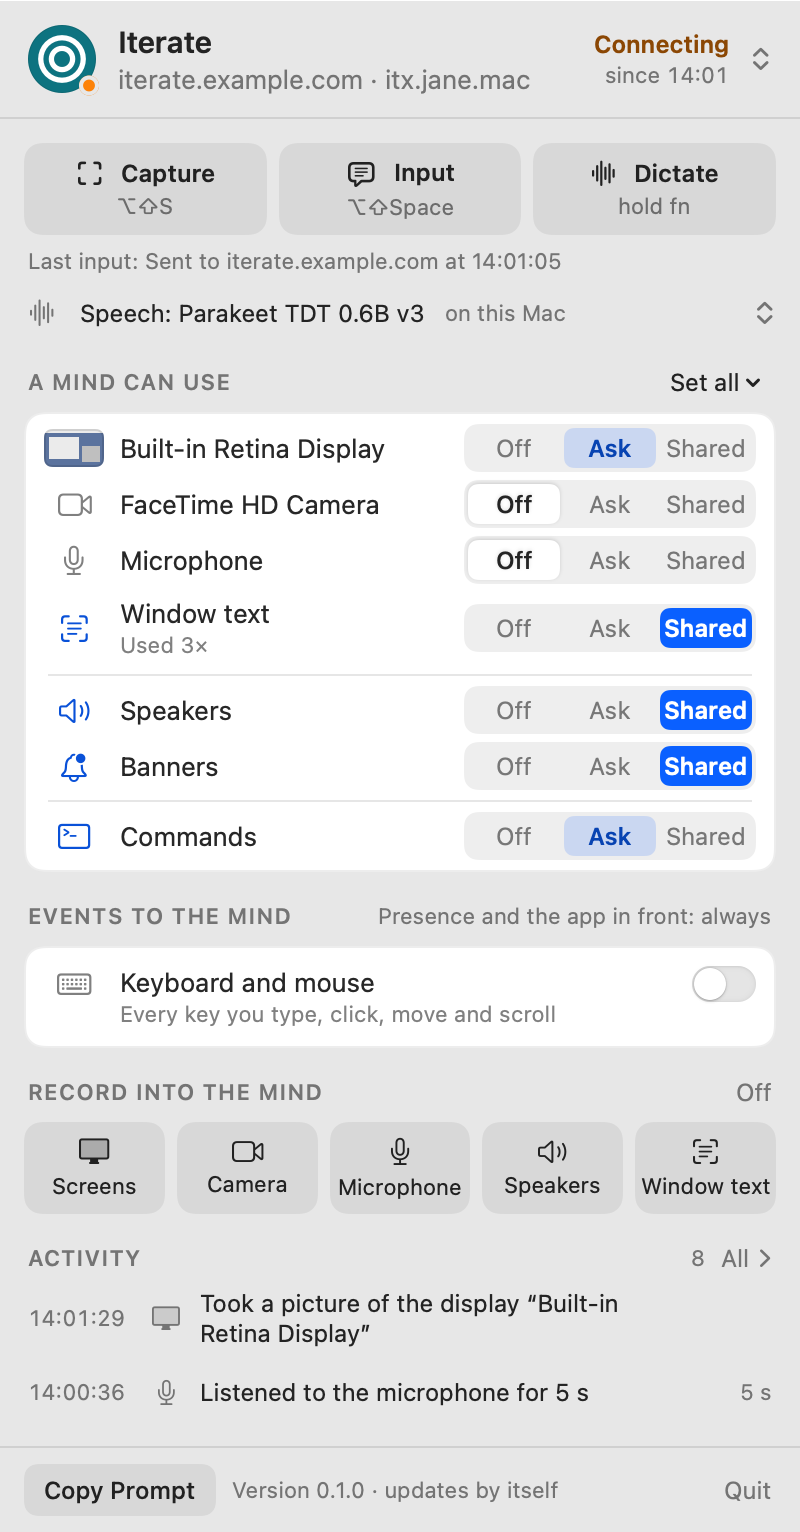 Iterate
iterate.example.com · itx.jane.mac
Connecting
since 14:01
Capture
⌥⇧S
Input
⌥⇧Space
Dictate
hold fn
Last input: Sent to iterate.example.com at 14:01:05
Speech: Parakeet TDT 0.6B v3 on this Mac
A MIND CAN USE Set all
Built-in Retina Display Off Ask Shared
FaceTime HD Camera Off Ask Shared
Microphone Off Ask Shared
Window text Off Ask Shared
Used 3×
Speakers Off Ask Shared
Banners Off Ask Shared
Commands Off Ask Shared
EVENTS TO THE MIND Presence and the app in front: always
Keyboard and mouse
Every key you type, click, move and scroll
RECORD INTO THE MIND Off
Screens Camera Microphone Speakers Window text
ACTIVITY 8 All
14:01:29 Took a picture of the display “Built-in
Retina Display”
14:00:36 Listened to the microphone for 5 s 5 s
Copy Prompt Version 0.1.0 · updates by itself Quit